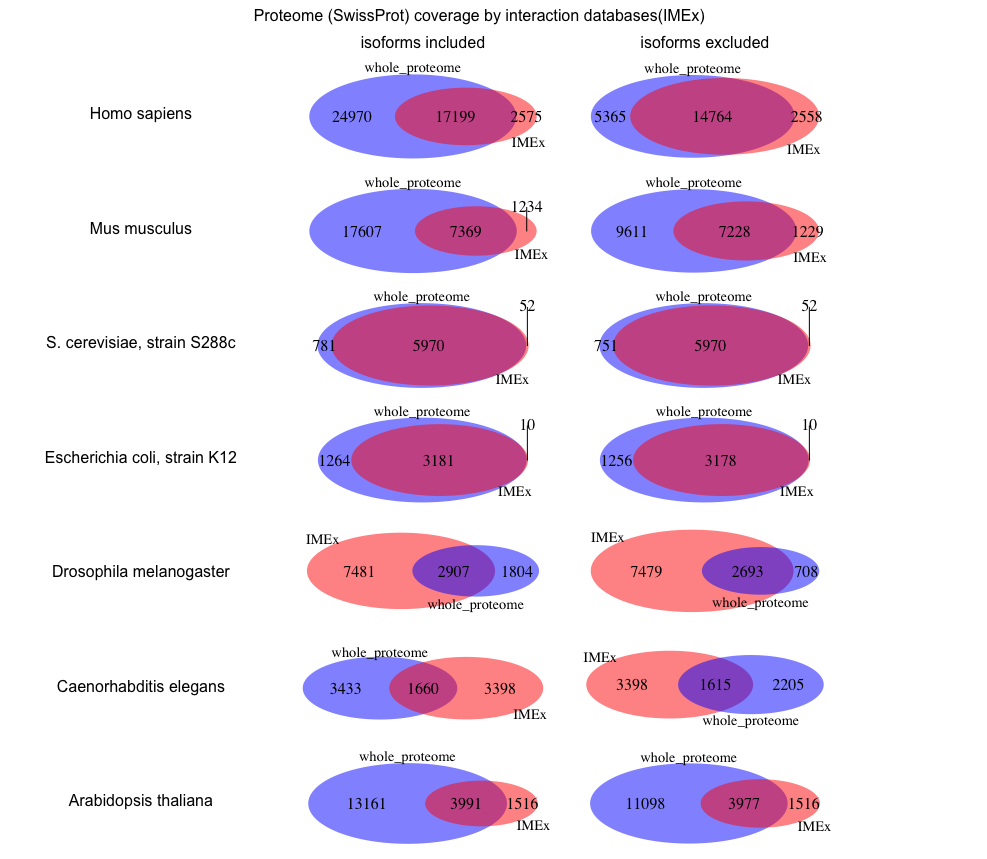 Proteome (SwissProt) coverage by interaction databases(IMEx)
isoforms included
isoforms excluded
whole_proteome
whole_proteome
Homo sapiens
24970
17199
2575
5365
14764
2558
IMEx
IMEx
whole_proteome
whole_proteome
1234
Mus musculus
17607
7369
9611
7228
1229
IMEx
IMEx
whole_proteome
whole_proteome
52
52
S. cerevisiae, strain S288c
781
5970
751
5970
IMEx
IMEx
whole_proteome
whole_proteome
10
10
Escherichia coli, strain K12
1264
3181
1256
3178
IMEx
IMEx
IMEx
IMEx
Drosophila melanogaster
7481
2907
1804
7479
2693
708
whole_proteome
whole_proteome
whole_proteome
IMEx
Caenorhabditis elegans
3433
1660
3398
3398
1615
2205
IMEx
whole_proteome
whole_proteome
whole_proteome
Arabidopsis thaliana
13161
3991
1516
11098
3977
1516
IMEx
IMEx